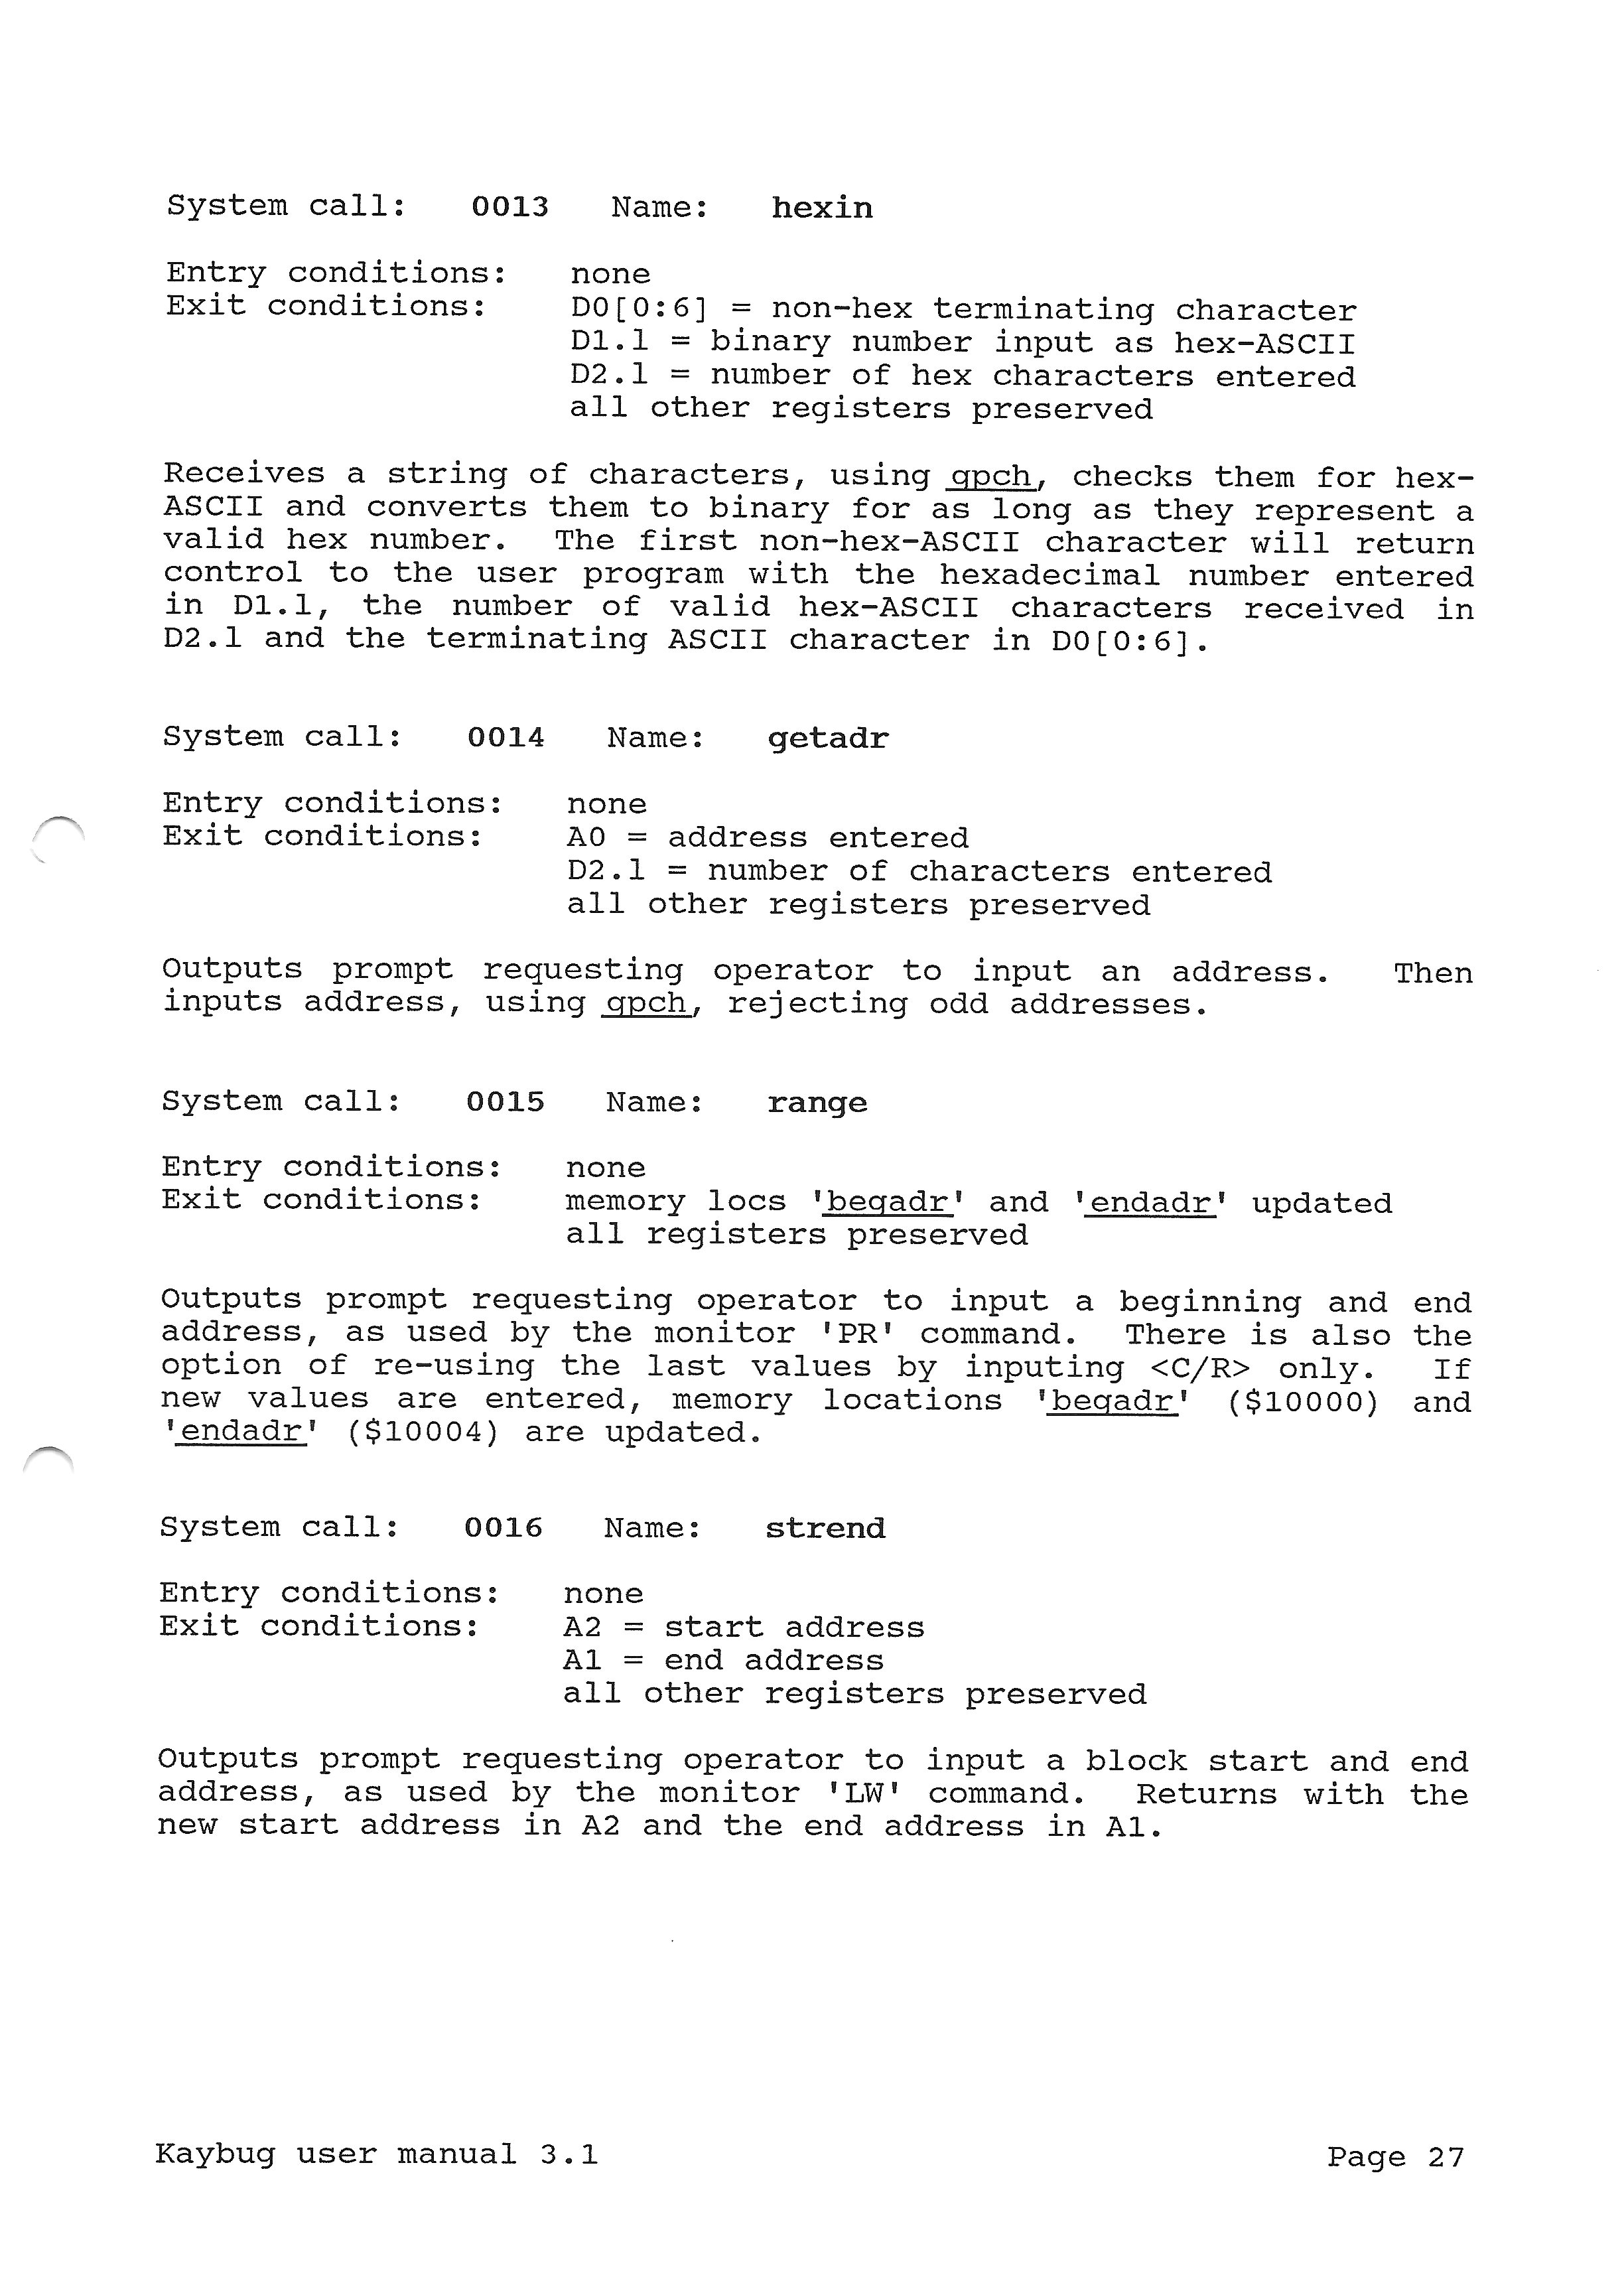 System call: 0013 Name: hexin
Entry conditions: none
Exit conditions: D0[0:6] = non-hex terminating character
D1.l = binary number input as hex-ASCII
D2.l = number of hex characters entered
all other registers preserved
Receives a string of characters, using gpch, checks them for hex-
ASCII and converts them to binary for as long as they represent a
valid hex number. The first non-hex-ASCII character will return
control to the user program with the hexadecimal number entered
in D1.l, the number of valid hex-ASCII characters received in
D2.l and the terminating ASCII character in D0[0:6].
System call: 0014 Name: getadr
Entry conditions: none
Exit conditions: A0 = address entered
D2.l = number of characters entered
all other registers preserved
Outputs prompt requesting operator to input an address. Then
inputs address, using gpch, rejecting odd addresses.
System call: 0015 Name: range
Entry conditions: none
Exit conditions: memory locs 'begadr' and 'endadr' updated
all registers preserved
Outputs prompt requesting operator to input a beginning and end
address, as used by the monitor 'PR' command. There is also the
option of re-using the last values by inputing <C/R> only. If
new values are entered, memory locations 'begadr' ($10000) and
'endadr' ($10004) are updated.
System call: 0016 Name: strend
Entry conditions: none
Exit conditions: A2 = start address
A1 = end address
all other registers preserved
Outputs prompt requesting operator to input a block start and end
address, as used by the monitor 'LW' command. Returns with the
new start address in A2 and the end address in A1.
Kaybug user manual 3.1 Page 27